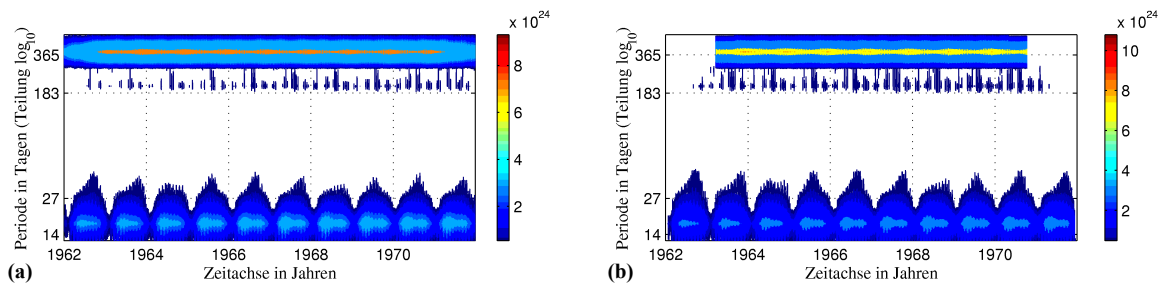 x 10^24
8
6
4
2
365
183
27
14
Periode in Tagen (Teilung log10)
1962 1964 1966 1968 1970
Zeitachse in Jahren
(a)
x 10^24
10
8
6
4
2
365
183
27
14
Periode in Tagen (Teilung log10)
1962 1964 1966 1968 1970
Zeitachse in Jahren
(b)